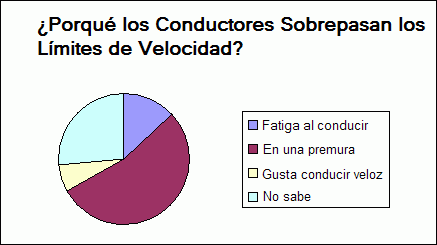 ¿Porqué los Conductores Sobrepasan los
Límites de Velocidad?
Fatiga al conducir
En una premura
Gusta conducir veloz
No sabe